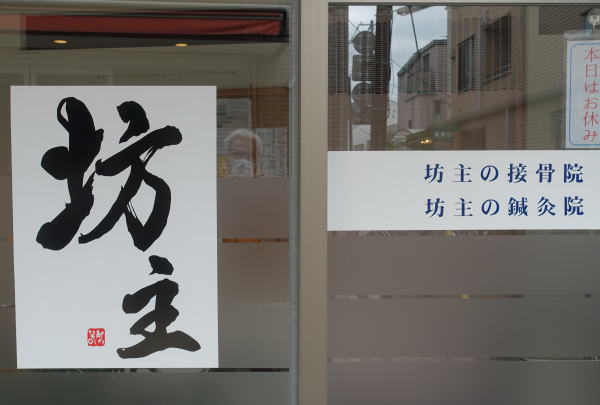 坊主
坊主の接骨院
坊主の鍼灸院
本日はお休み